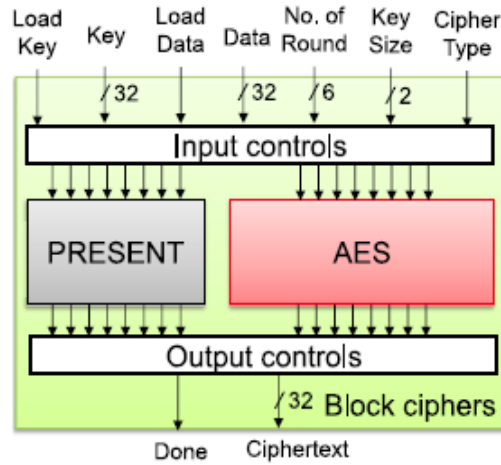 Load Key
Key
Load Data
Data
No. of Round
Key Size
Cipher Type
/32
/32
/6
/2
Input controls
PRESENT
AES
Output controls
/32
Block ciphers
Done
Ciphertext